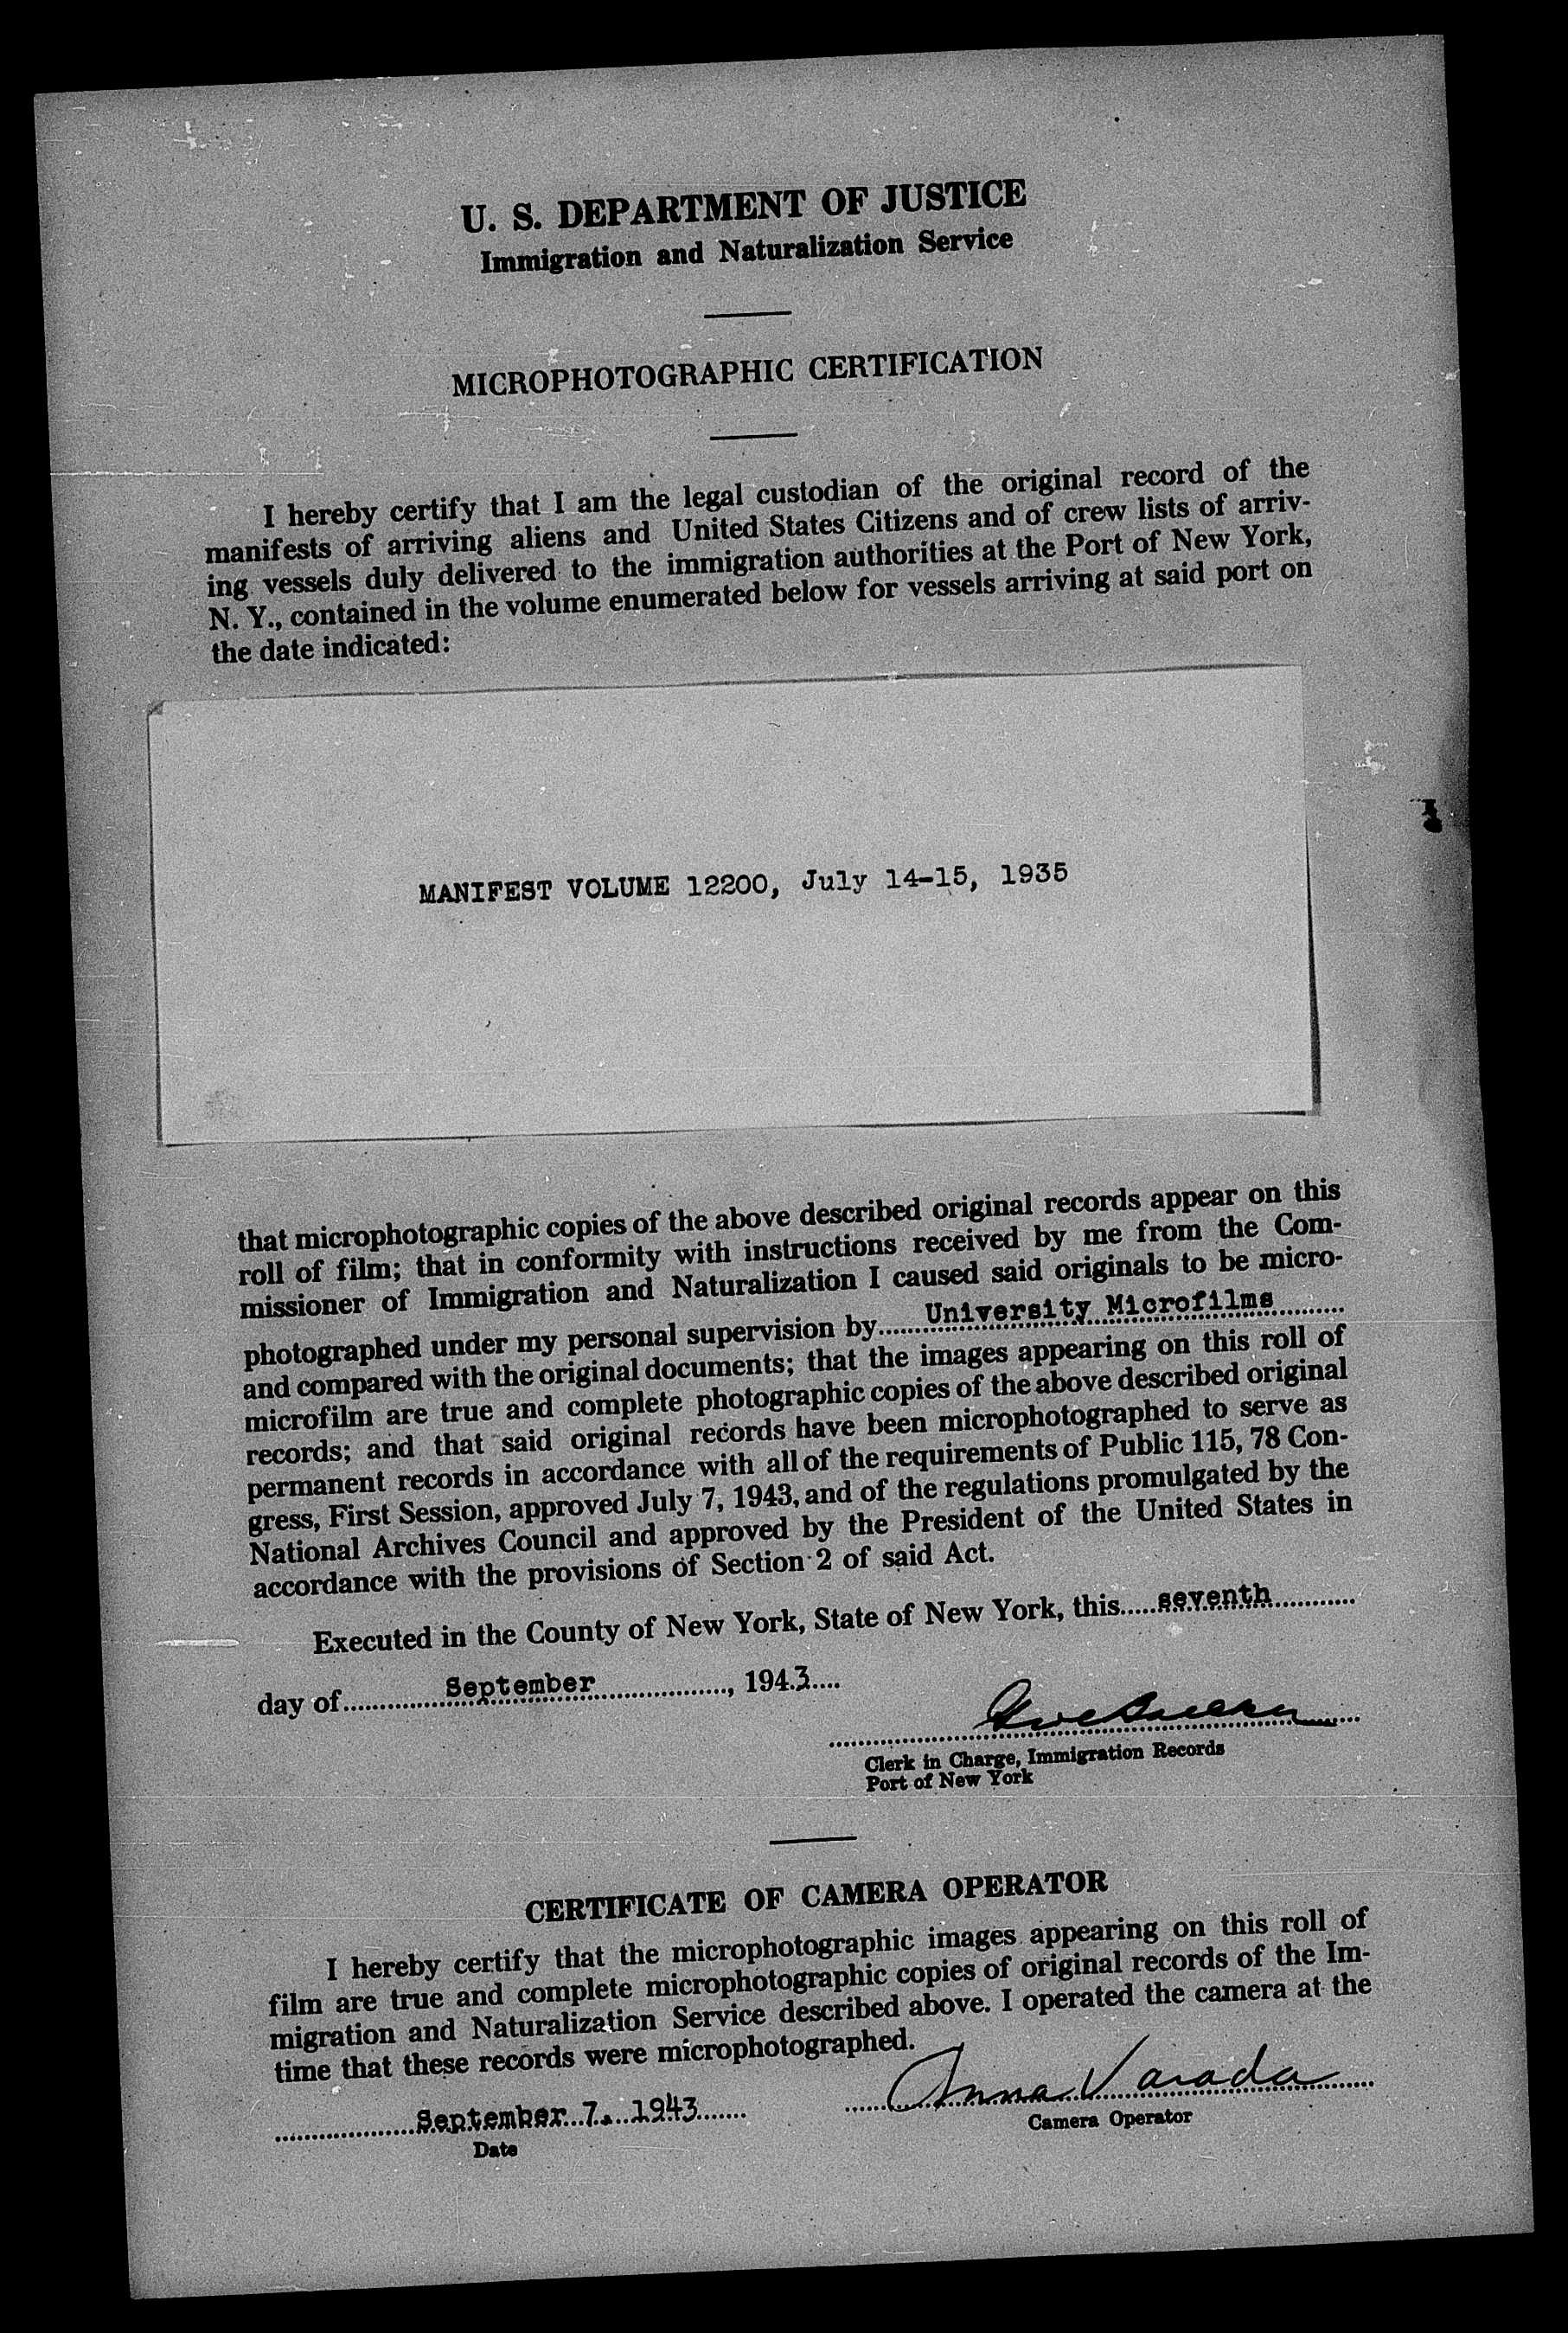 U. S. DEPARTMENT OF JUSTICE
Immigration and Naturalization Service
MICROPHOTOGRAPHIC CERTIFICATION
I hereby certify that I am the legal custodian of the original record of the
manifests of arriving aliens and United States Citizens and of crew lists of arriv-
ing vessels duly delivered to the immigration authorities at the Port of New York,
N. Y., contained in the volume enumerated below for vessels arriving at said port on
the date indicated:
MANIFEST VOLUME 12200, July 14-15, 1935
that microphotographic copies of the above described original records appear on this
roll of film; that in conformity with instructions received by me from the Com-
missioner of Immigration and Naturalization I caused said originals to be micro-
photographed under my personal supervision by University Microfilms
and compared with the original documents; that the images appearing on this roll of
microfilm are true and complete photographic copies of the above described original
records; and that said original records have been microphotographed to serve as
permanent records in accordance with all of the requirements of Public 115, 78 Con-
gress, First Session, approved July 7, 1943, and of the regulations promulgated by the
National Archives Council and approved by the President of the United States in
accordance with the provisions of Section 2 of said Act.
Executed in the County of New York, State of New York, this seventh
day of September, 1943
Clerk in Charge, Immigration Records
Port of New York
CERTIFICATE OF CAMERA OPERATOR
I hereby certify that the microphotographic images appearing on this roll of
film are true and complete microphotographic copies of original records of the Im-
migration and Naturalization Service described above. I operated the camera at the
time that these records were microphotographed.
September 7, 1943 Anna Varada
Date Camera Operator